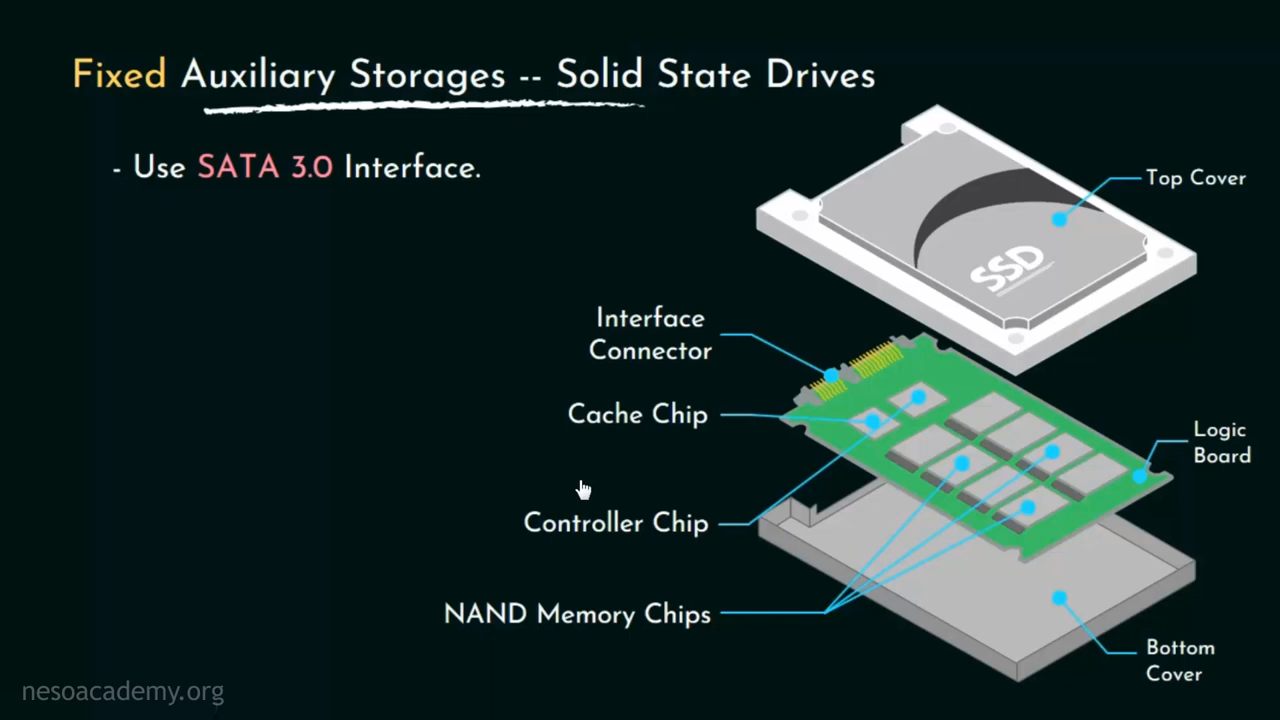 Fixed Auxiliary Storages -- Solid State Drives
- Use SATA 3.0 Interface.
Top Cover
SSD
Interface
Connector
Cache Chip
Logic
Board
Controller Chip
NAND Memory Chips
Bottom
Cover
nesoacademy.org